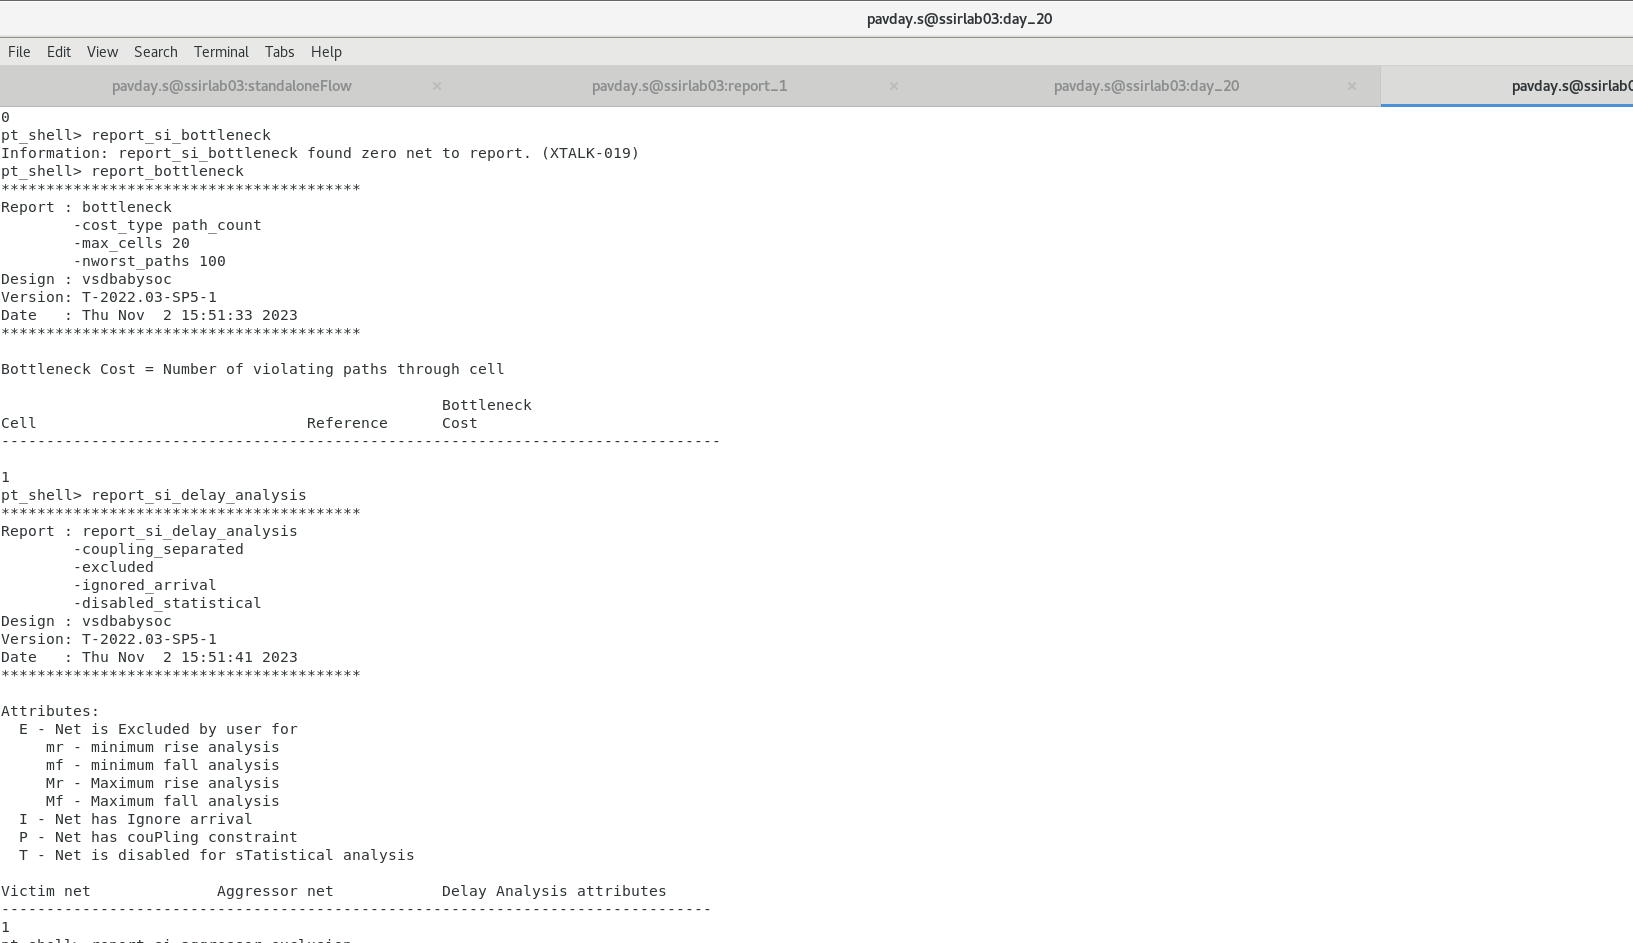 pavday.s@ssirlab03:day_20
File Edit View Search Terminal Tabs Help
pavday.s@ssirlab03:standaloneFlow × pavday.s@ssirlab03:report_1 × pavday.s@ssirlab03:day_20 × pavday.s@ssirlab0
0
pt_shell> report_si_bottleneck
Information: report_si_bottleneck found zero net to report. (XTALK-019)
pt_shell> report_bottleneck
****************************************
Report : bottleneck
        -cost_type path_count
        -max_cells 20
        -nworst_paths 100
Design : vsdbabysoc
Version: T-2022.03-SP5-1
Date   : Thu Nov  2 15:51:33 2023
****************************************
Bottleneck Cost = Number of violating paths through cell
                                                 Bottleneck
Cell                              Reference      Cost
--------------------------------------------------------------------------------
1
pt_shell> report_si_delay_analysis
****************************************
Report : report_si_delay_analysis
        -coupling_separated
        -excluded
        -ignored_arrival
        -disabled_statistical
Design : vsdbabysoc
Version: T-2022.03-SP5-1
Date   : Thu Nov  2 15:51:41 2023
****************************************
Attributes:
  E - Net is Excluded by user for
     mr - minimum rise analysis
     mf - minimum fall analysis
     Mr - Maximum rise analysis
     Mf - Maximum fall analysis
  I - Net has Ignore arrival
  P - Net has couPling constraint
  T - Net is disabled for sTatistical analysis
Victim net              Aggressor net            Delay Analysis attributes
-------------------------------------------------------------------------------
1
pt_shell> report_si_aggressor_exclusion